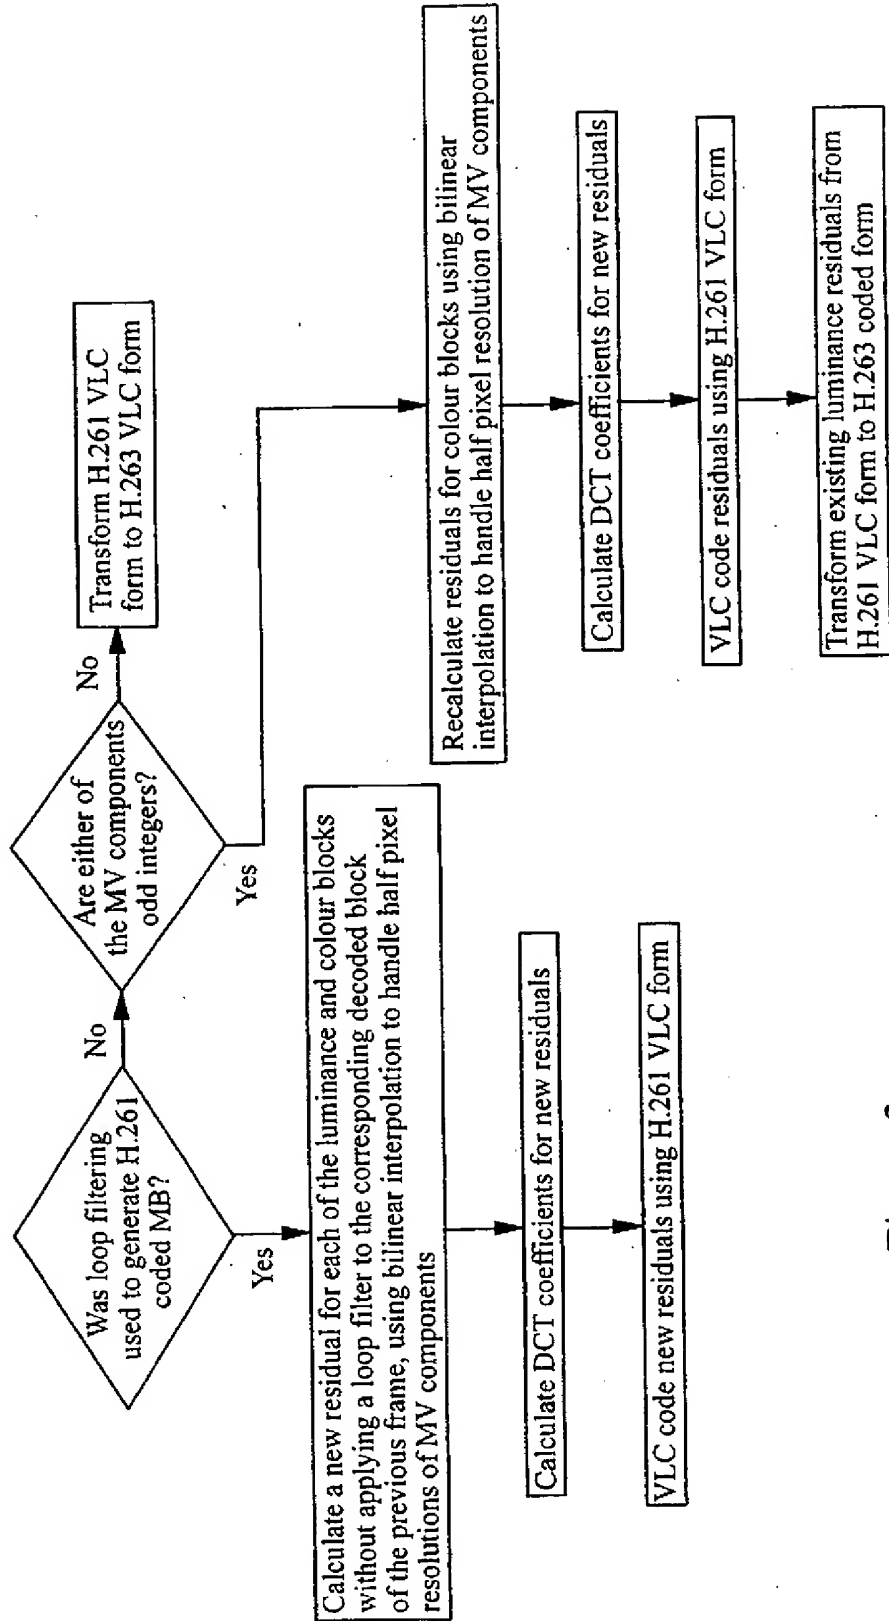 Was loop filtering
used to generate H.261
coded MB?
No
Yes
Are either of
the MV components
odd integers?
No
Yes
Transform H.261 VLC
form to H.263 VLC form
Calculate a new residual for each of the luminance and colour blocks
without applying a loop filter to the corresponding decoded block
of the previous frame, using bilinear interpolation to handle half pixel
resolutions of MV components
Calculate DCT coefficients for new residuals
VLC code new residuals using H.261 VLC form
Recalculate residuals for colour blocks using bilinear
interpolation to handle half pixel resolution of MV components
Calculate DCT coefficients for new residuals
VLC code residuals using H.261 VLC form
Transform existing luminance residuals from
H.261 VLC form to H.263 coded form